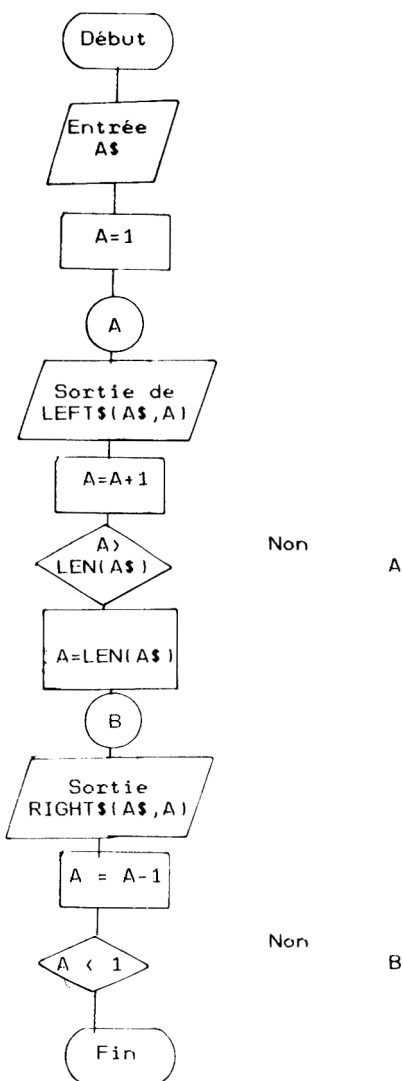 Début
Entrée
A$
A=1
A
Sortie de
LEFT$(A$,A)
A=A+1
A>
LEN(A$)
Non
A
A=LEN(A$)
B
Sortie
RIGHT$(A$,A)
A = A-1
A < 1
Non
B
Fin